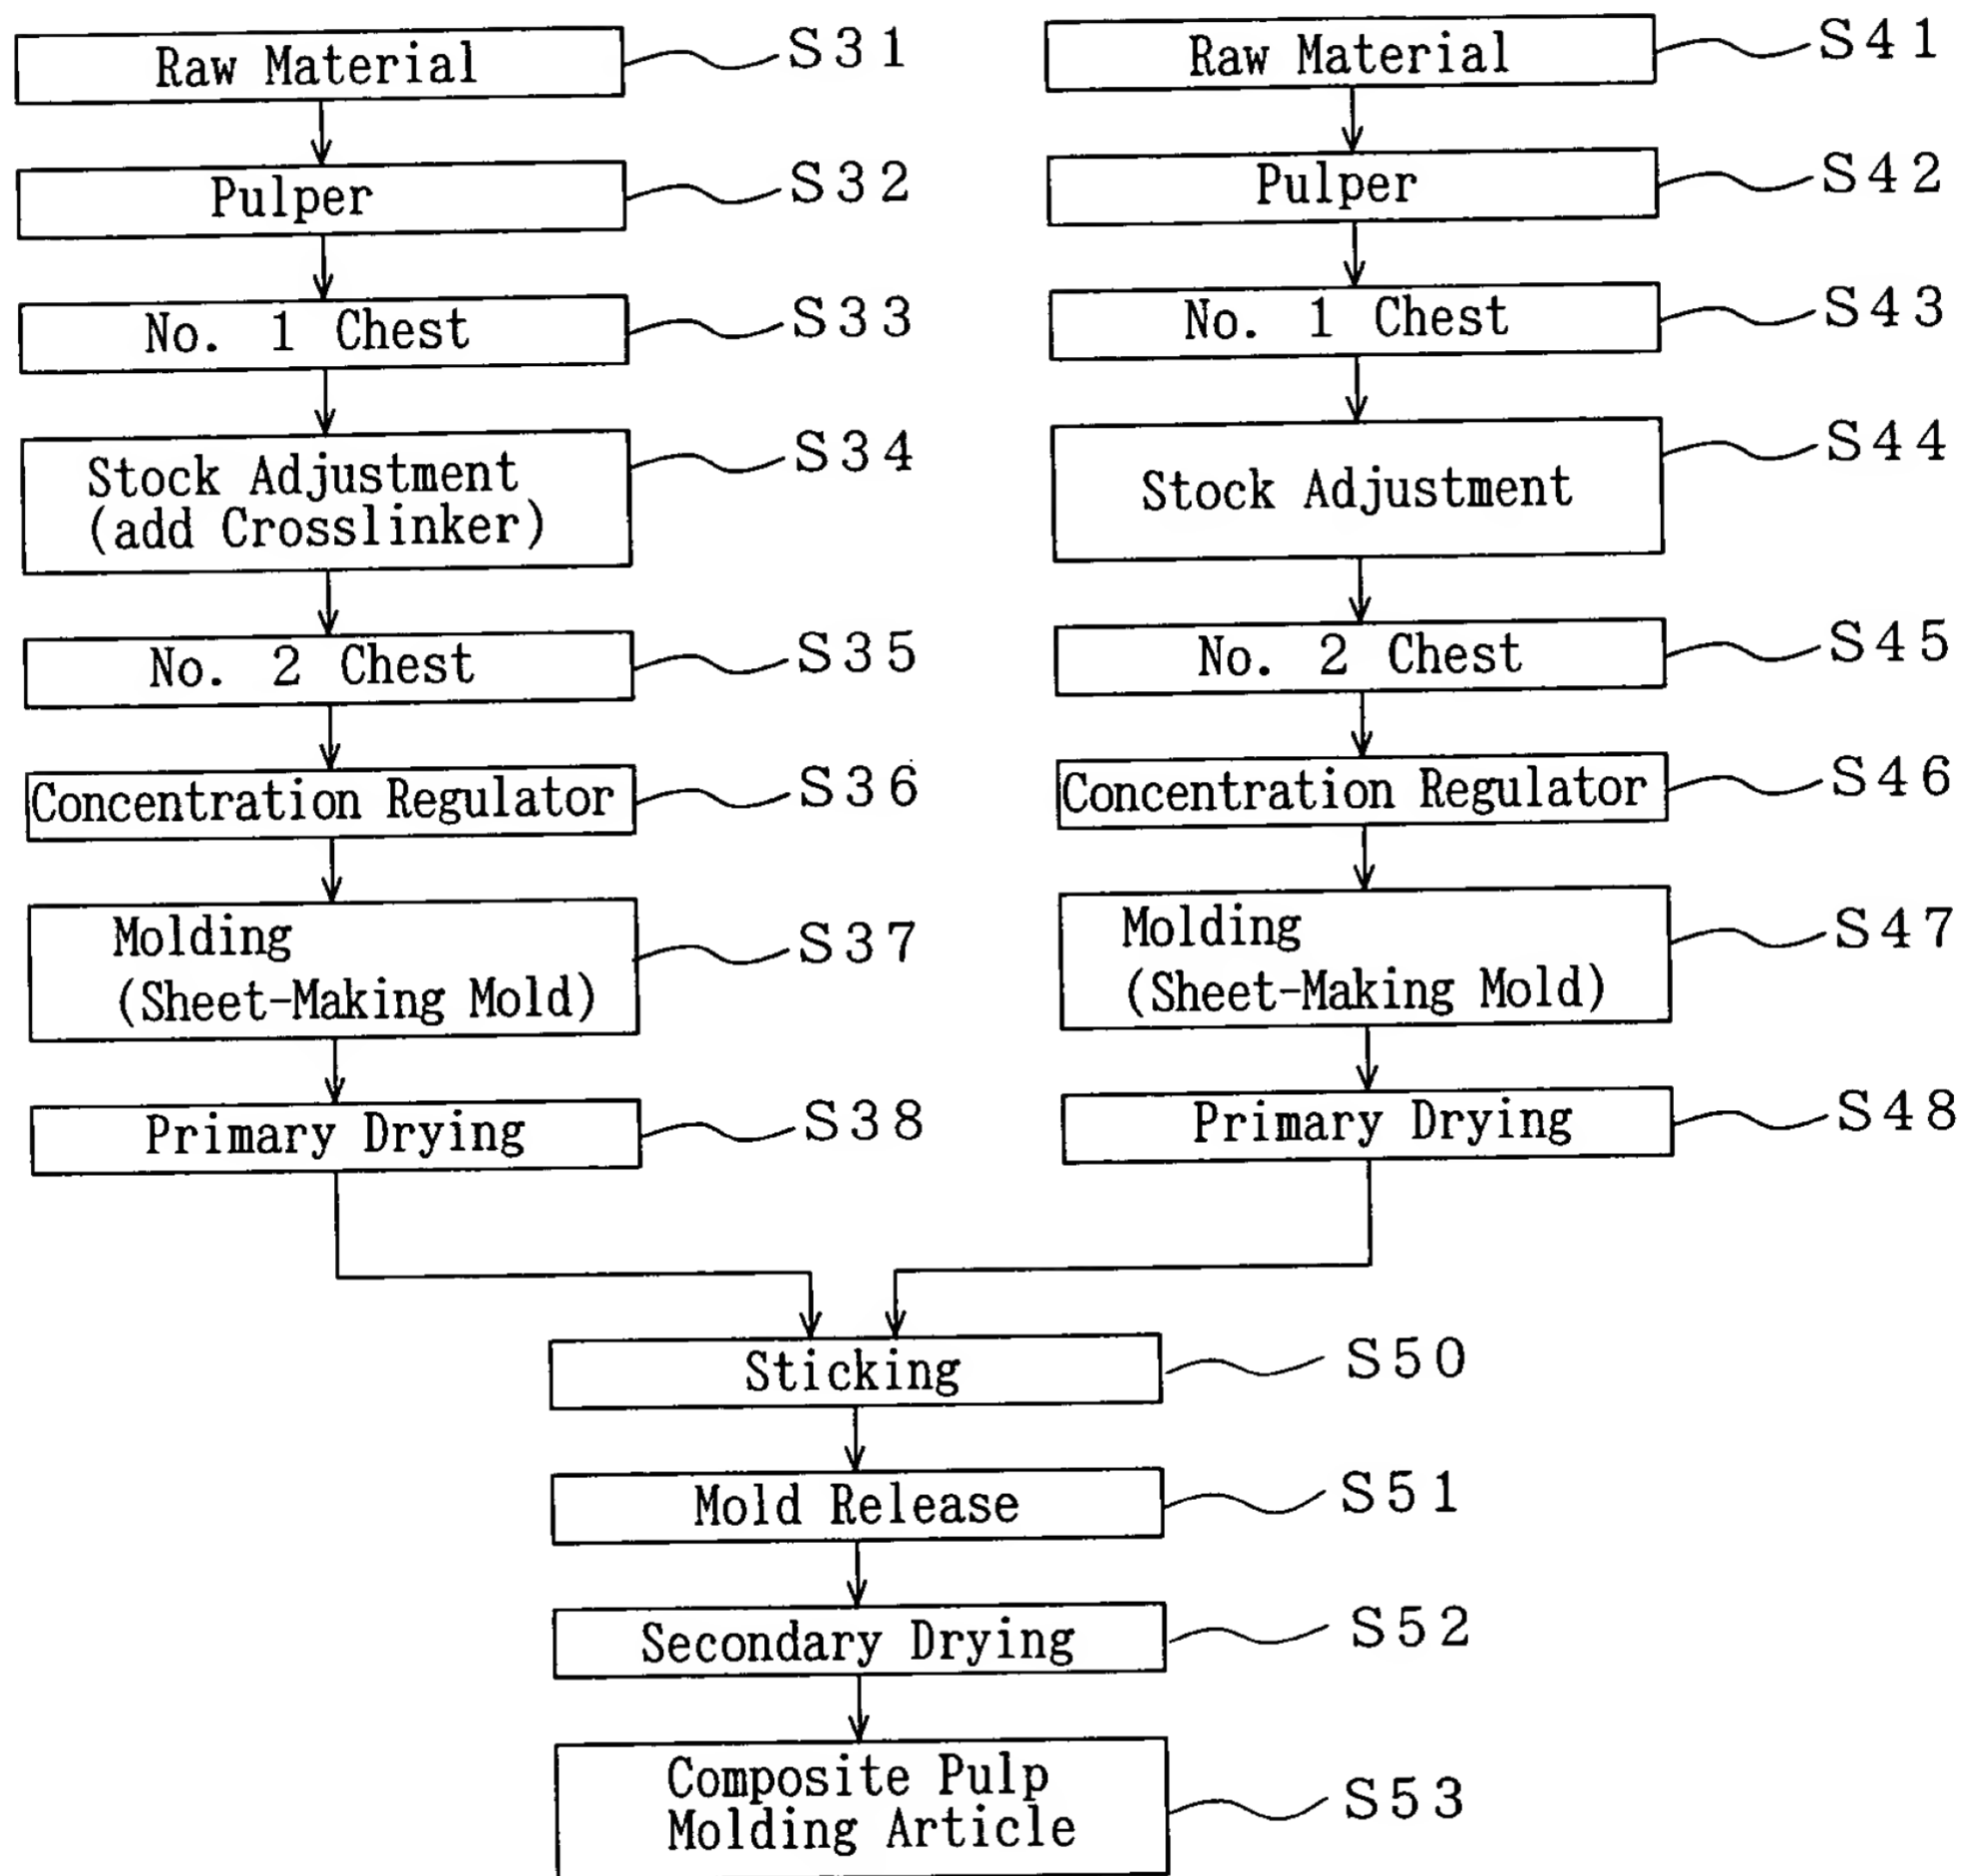 Raw Material
S31
Pulper
S32
No. 1 Chest
S33
Stock Adjustment
(add Crosslinker)
S34
No. 2 Chest
S35
Concentration Regulator
S36
Molding
(Sheet-Making Mold)
S37
Primary Drying
S38
Raw Material
S41
Pulper
S42
No. 1 Chest
S43
Stock Adjustment
S44
No. 2 Chest
S45
Concentration Regulator
S46
Molding
(Sheet-Making Mold)
S47
Primary Drying
S48
Sticking
S50
Mold Release
S51
Secondary Drying
S52
Composite Pulp
Molding Article
S53